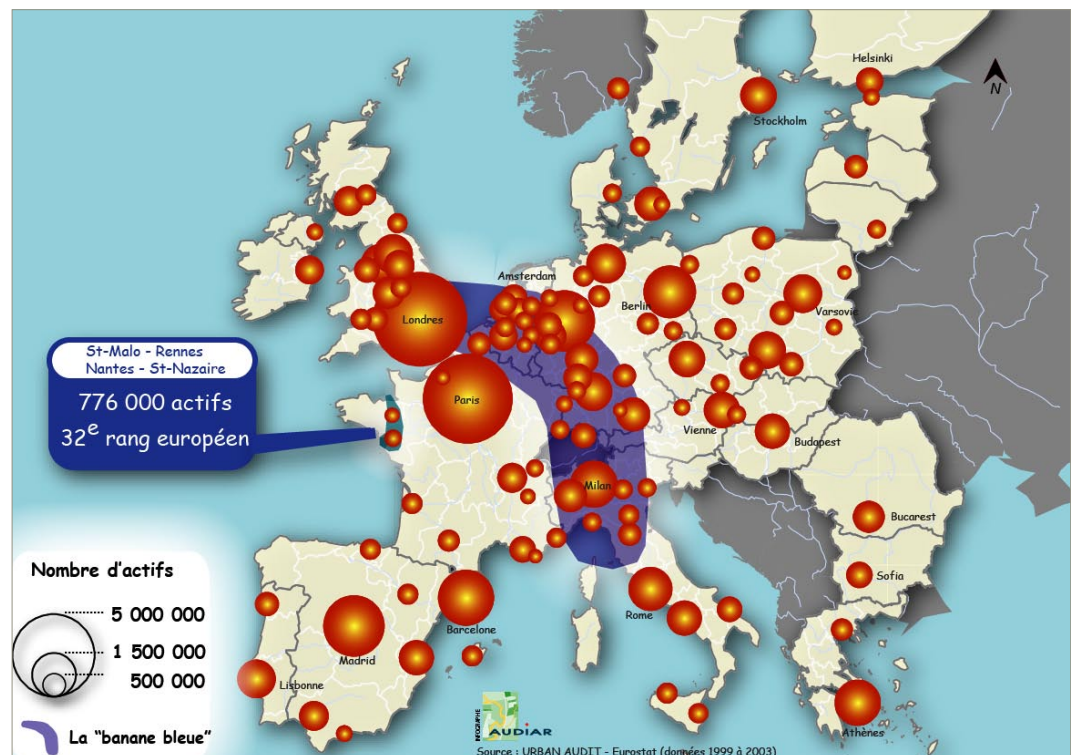 Helsinki
N
Stockholm
Amsterdam
Berlin
Varsovie
Londres
St-Malo - Rennes
Nantes - St-Nazaire
776 000 actifs
32e rang européen
Paris
Vienne
Budapest
Milan
Bucarest
Sofia
Nombre d'actifs
5 000 000
1 500 000
500 000
La "banane bleue"
Barcelone
Rome
Madrid
Lisbonne
Athènes
INFOGRAPHIE
AUDIAR
Source : URBAN AUDIT - Eurostat (données 1999 à 2003)